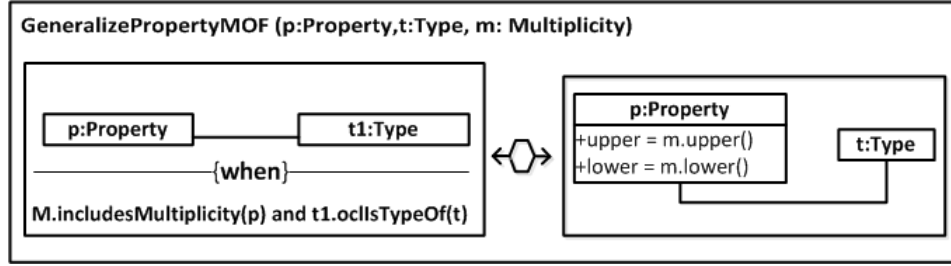 GeneralizePropertyMOF (p:Property,t:Type, m: Multiplicity)
p:Property
t1:Type
{when}
M.includesMultiplicity(p) and t1.oclIsTypeOf(t)
p:Property
+upper = m.upper()
+lower = m.lower()
t:Type